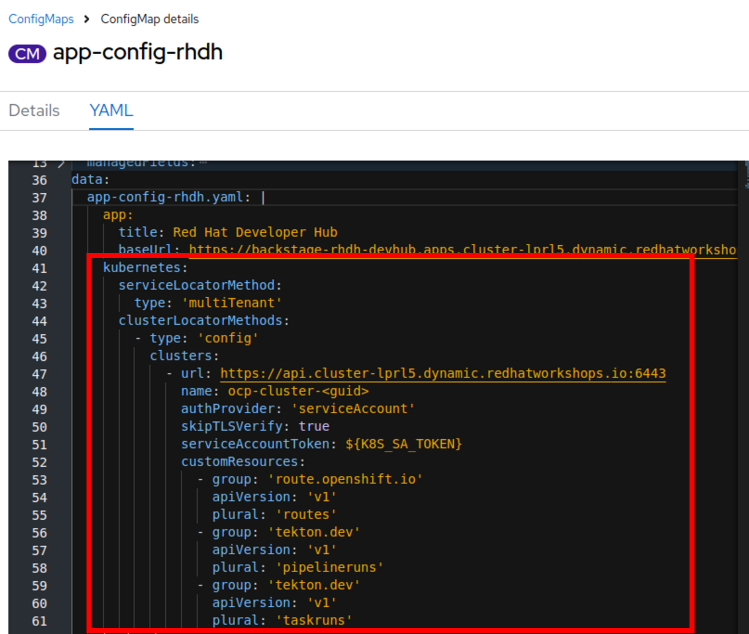 ConfigMaps > ConfigMap details
CM app-config-rhdh
Details YAML
13 managedFields: ...
36 data:
37 app-config-rhdh.yaml: |
38 app:
39 title: Red Hat Developer Hub
40 baseUrl: https://backstage-rhdh-devhub.apps.cluster-lprl5.dynamic.redhatworksho
41 kubernetes:
42 serviceLocatorMethod:
43 type: 'multiTenant'
44 clusterLocatorMethods:
45 - type: 'config'
46 clusters:
47 - url: https://api.cluster-lprl5.dynamic.redhatworkshops.io:6443
48 name: ocp-cluster-<guid>
49 authProvider: 'serviceAccount'
50 skipTLSVerify: true
51 serviceAccountToken: ${K8S_SA_TOKEN}
52 customResources:
53 - group: 'route.openshift.io'
54 apiVersion: 'v1'
55 plural: 'routes'
56 - group: 'tekton.dev'
57 apiVersion: 'v1'
58 plural: 'pipelineruns'
59 - group: 'tekton.dev'
60 apiVersion: 'v1'
61 plural: 'taskruns'